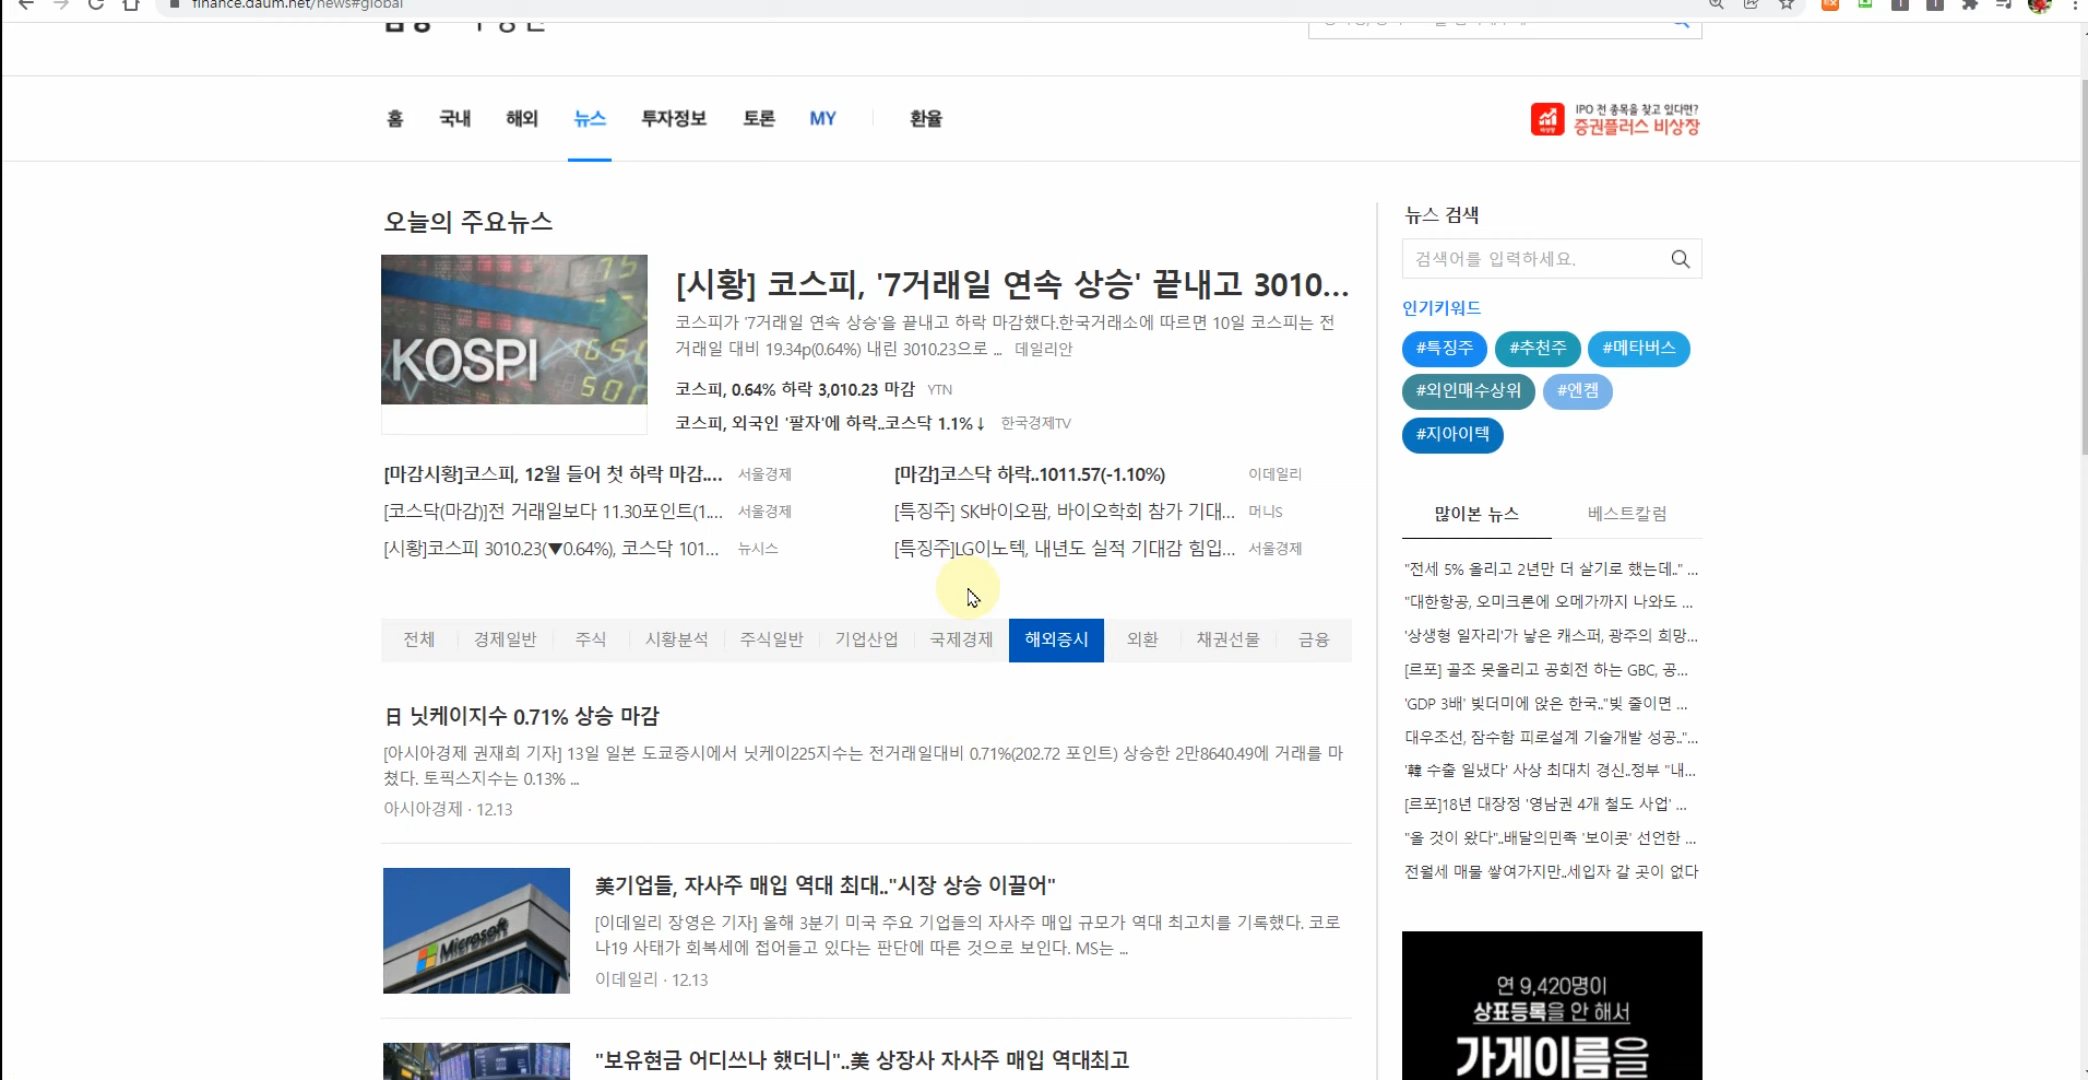 finance.daum.net/news#global
홈 국내 해외 뉴스 투자정보 토론 MY 환율
IPO 전 종목을 찾고 있다면?
증권플러스 비상장
비상장
오늘의 주요뉴스
KOSPI
[시황] 코스피, '7거래일 연속 상승' 끝내고 3010...
코스피가 '7거래일 연속 상승'을 끝내고 하락 마감했다.한국거래소에 따르면 10일 코스피는 전
거래일 대비 19.34p(0.64%) 내린 3010.23으로 ... 데일리안
코스피, 0.64% 하락 3,010.23 마감 YTN
코스피, 외국인 '팔자'에 하락..코스닥 1.1%↓ 한국경제TV
[마감시황]코스피, 12월 들어 첫 하락 마감.... 서울경제
[코스닥(마감)]전 거래일보다 11.30포인트(1.... 서울경제
[시황]코스피 3010.23(▼0.64%), 코스닥 101... 뉴시스
[마감]코스닥 하락..1011.57(-1.10%) 이데일리
[특징주] SK바이오팜, 바이오학회 참가 기대... 머니S
[특징주]LG이노텍, 내년도 실적 기대감 힘입... 서울경제
전체 경제일반 주식 시황분석 주식일반 기업산업 국제경제 해외증시 외환 채권선물 금융
日 닛케이지수 0.71% 상승 마감
[아시아경제 권재희 기자] 13일 일본 도쿄증시에서 닛케이225지수는 전거래일대비 0.71%(202.72 포인트) 상승한 2만8640.49에 거래를 마
쳤다. 토픽스지수는 0.13% ...
아시아경제 · 12.13
Microsoft
美기업들, 자사주 매입 역대 최대.."시장 상승 이끌어"
[이데일리 장영은 기자] 올해 3분기 미국 주요 기업들의 자사주 매입 규모가 역대 최고치를 기록했다. 코로
나19 사태가 회복세에 접어들고 있다는 판단에 따른 것으로 보인다. MS는 ...
이데일리 · 12.13
"보유현금 어디쓰나 했더니"..美 상장사 자사주 매입 역대최고
뉴스 검색
검색어를 입력하세요.
인기키워드
#특징주 #추천주 #메타버스
#외인매수상위 #엔켐
#지아이텍
많이본 뉴스 베스트칼럼
"전세 5% 올리고 2년만 더 살기로 했는데.." ...
"대한항공, 오미크론에 오메가까지 나와도 ...
'상생형 일자리'가 낳은 캐스퍼, 광주의 희망...
[르포] 골조 못올리고 공회전 하는 GBC, 공...
'GDP 3배' 빚더미에 앉은 한국.."빚 줄이면 ...
대우조선, 잠수함 피로설계 기술개발 성공.."...
'韓 수출 일냈다' 사상 최대치 경신..정부 "내...
[르포]18년 대장정 '영남권 4개 철도 사업' ...
"올 것이 왔다"..배달의민족 '보이콧' 선언한 ...
전월세 매물 쌓여가지만..세입자 갈 곳이 없다
연 9,420명이
상표등록을 안 해서
가게이름을